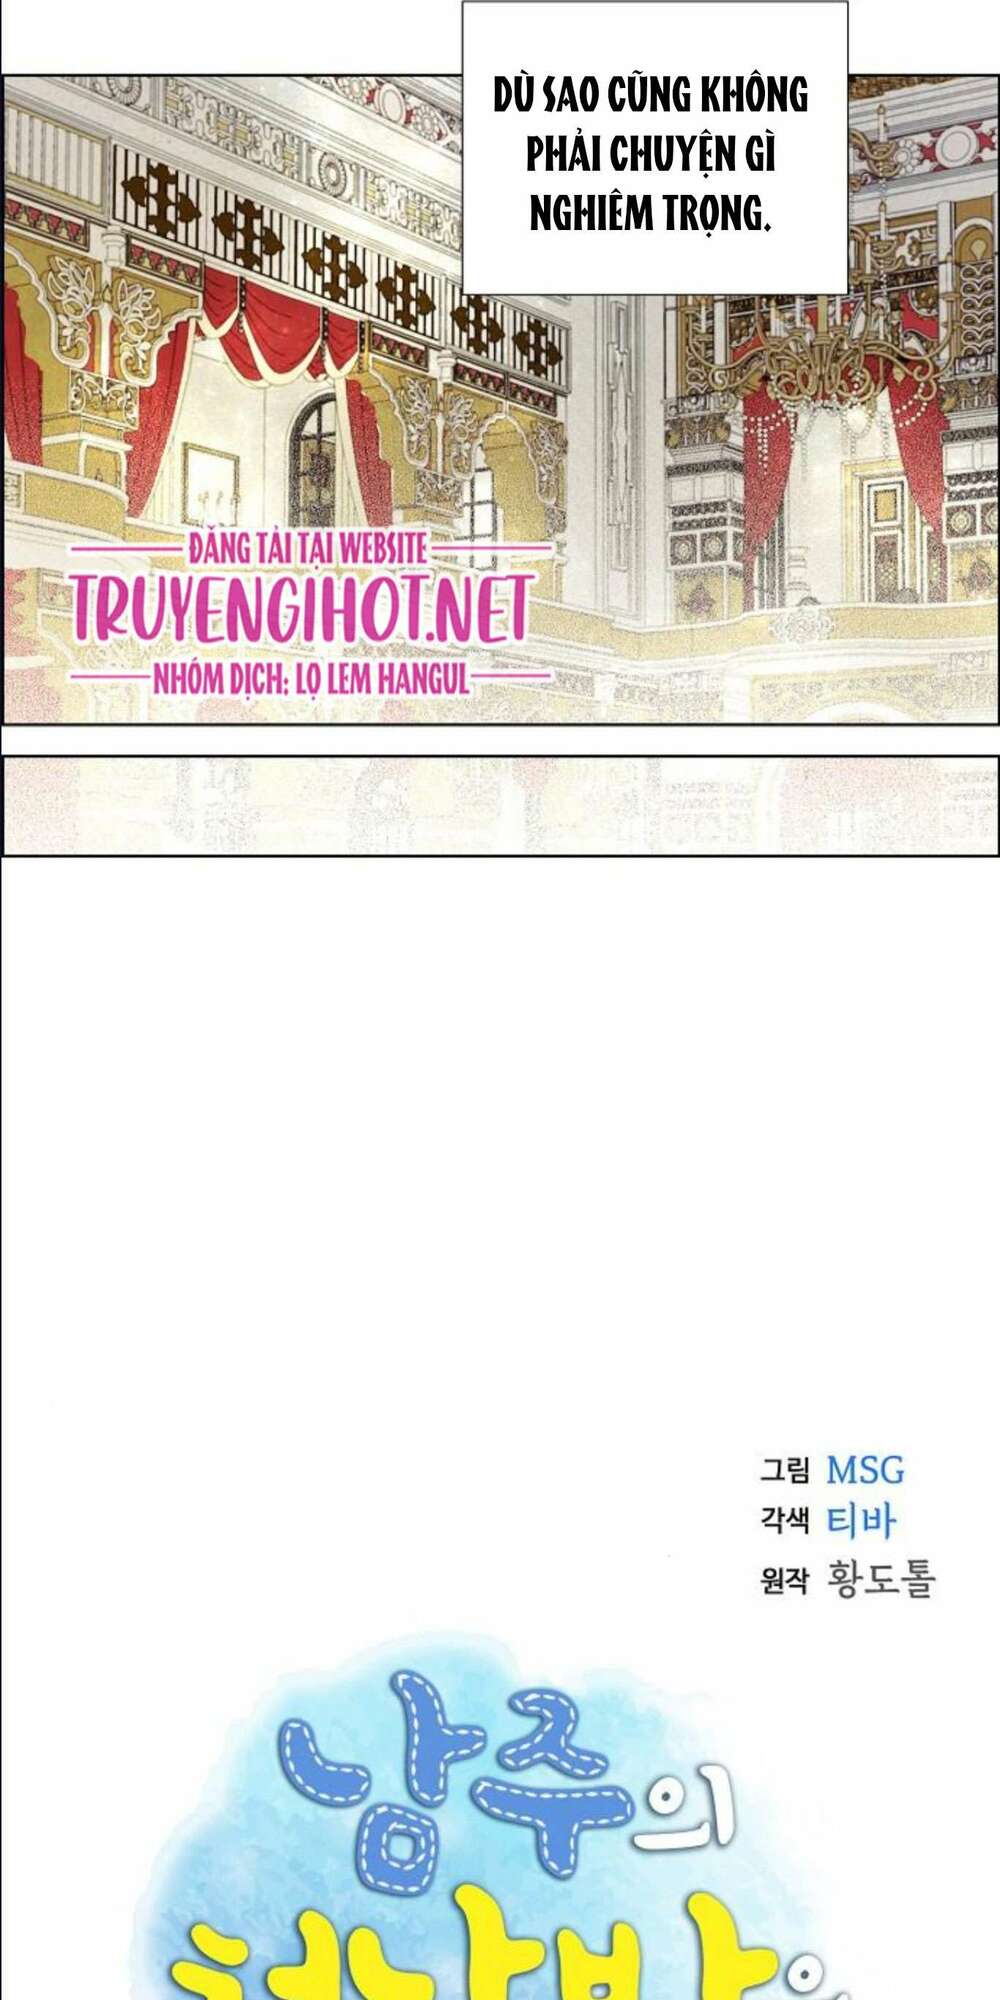 DÙ SAO CŨNG KHÔNG
PHẢI CHUYỆN GÌ
NGHIÊM TRỌNG.
ĐĂNG TẢI TẠI WEBSITE
TRUYENGIHOT.NET
NHÓM DỊCH: LỌ LEM HANGUL
그림 MSG
각색 티바
원작 황도톨
남주의